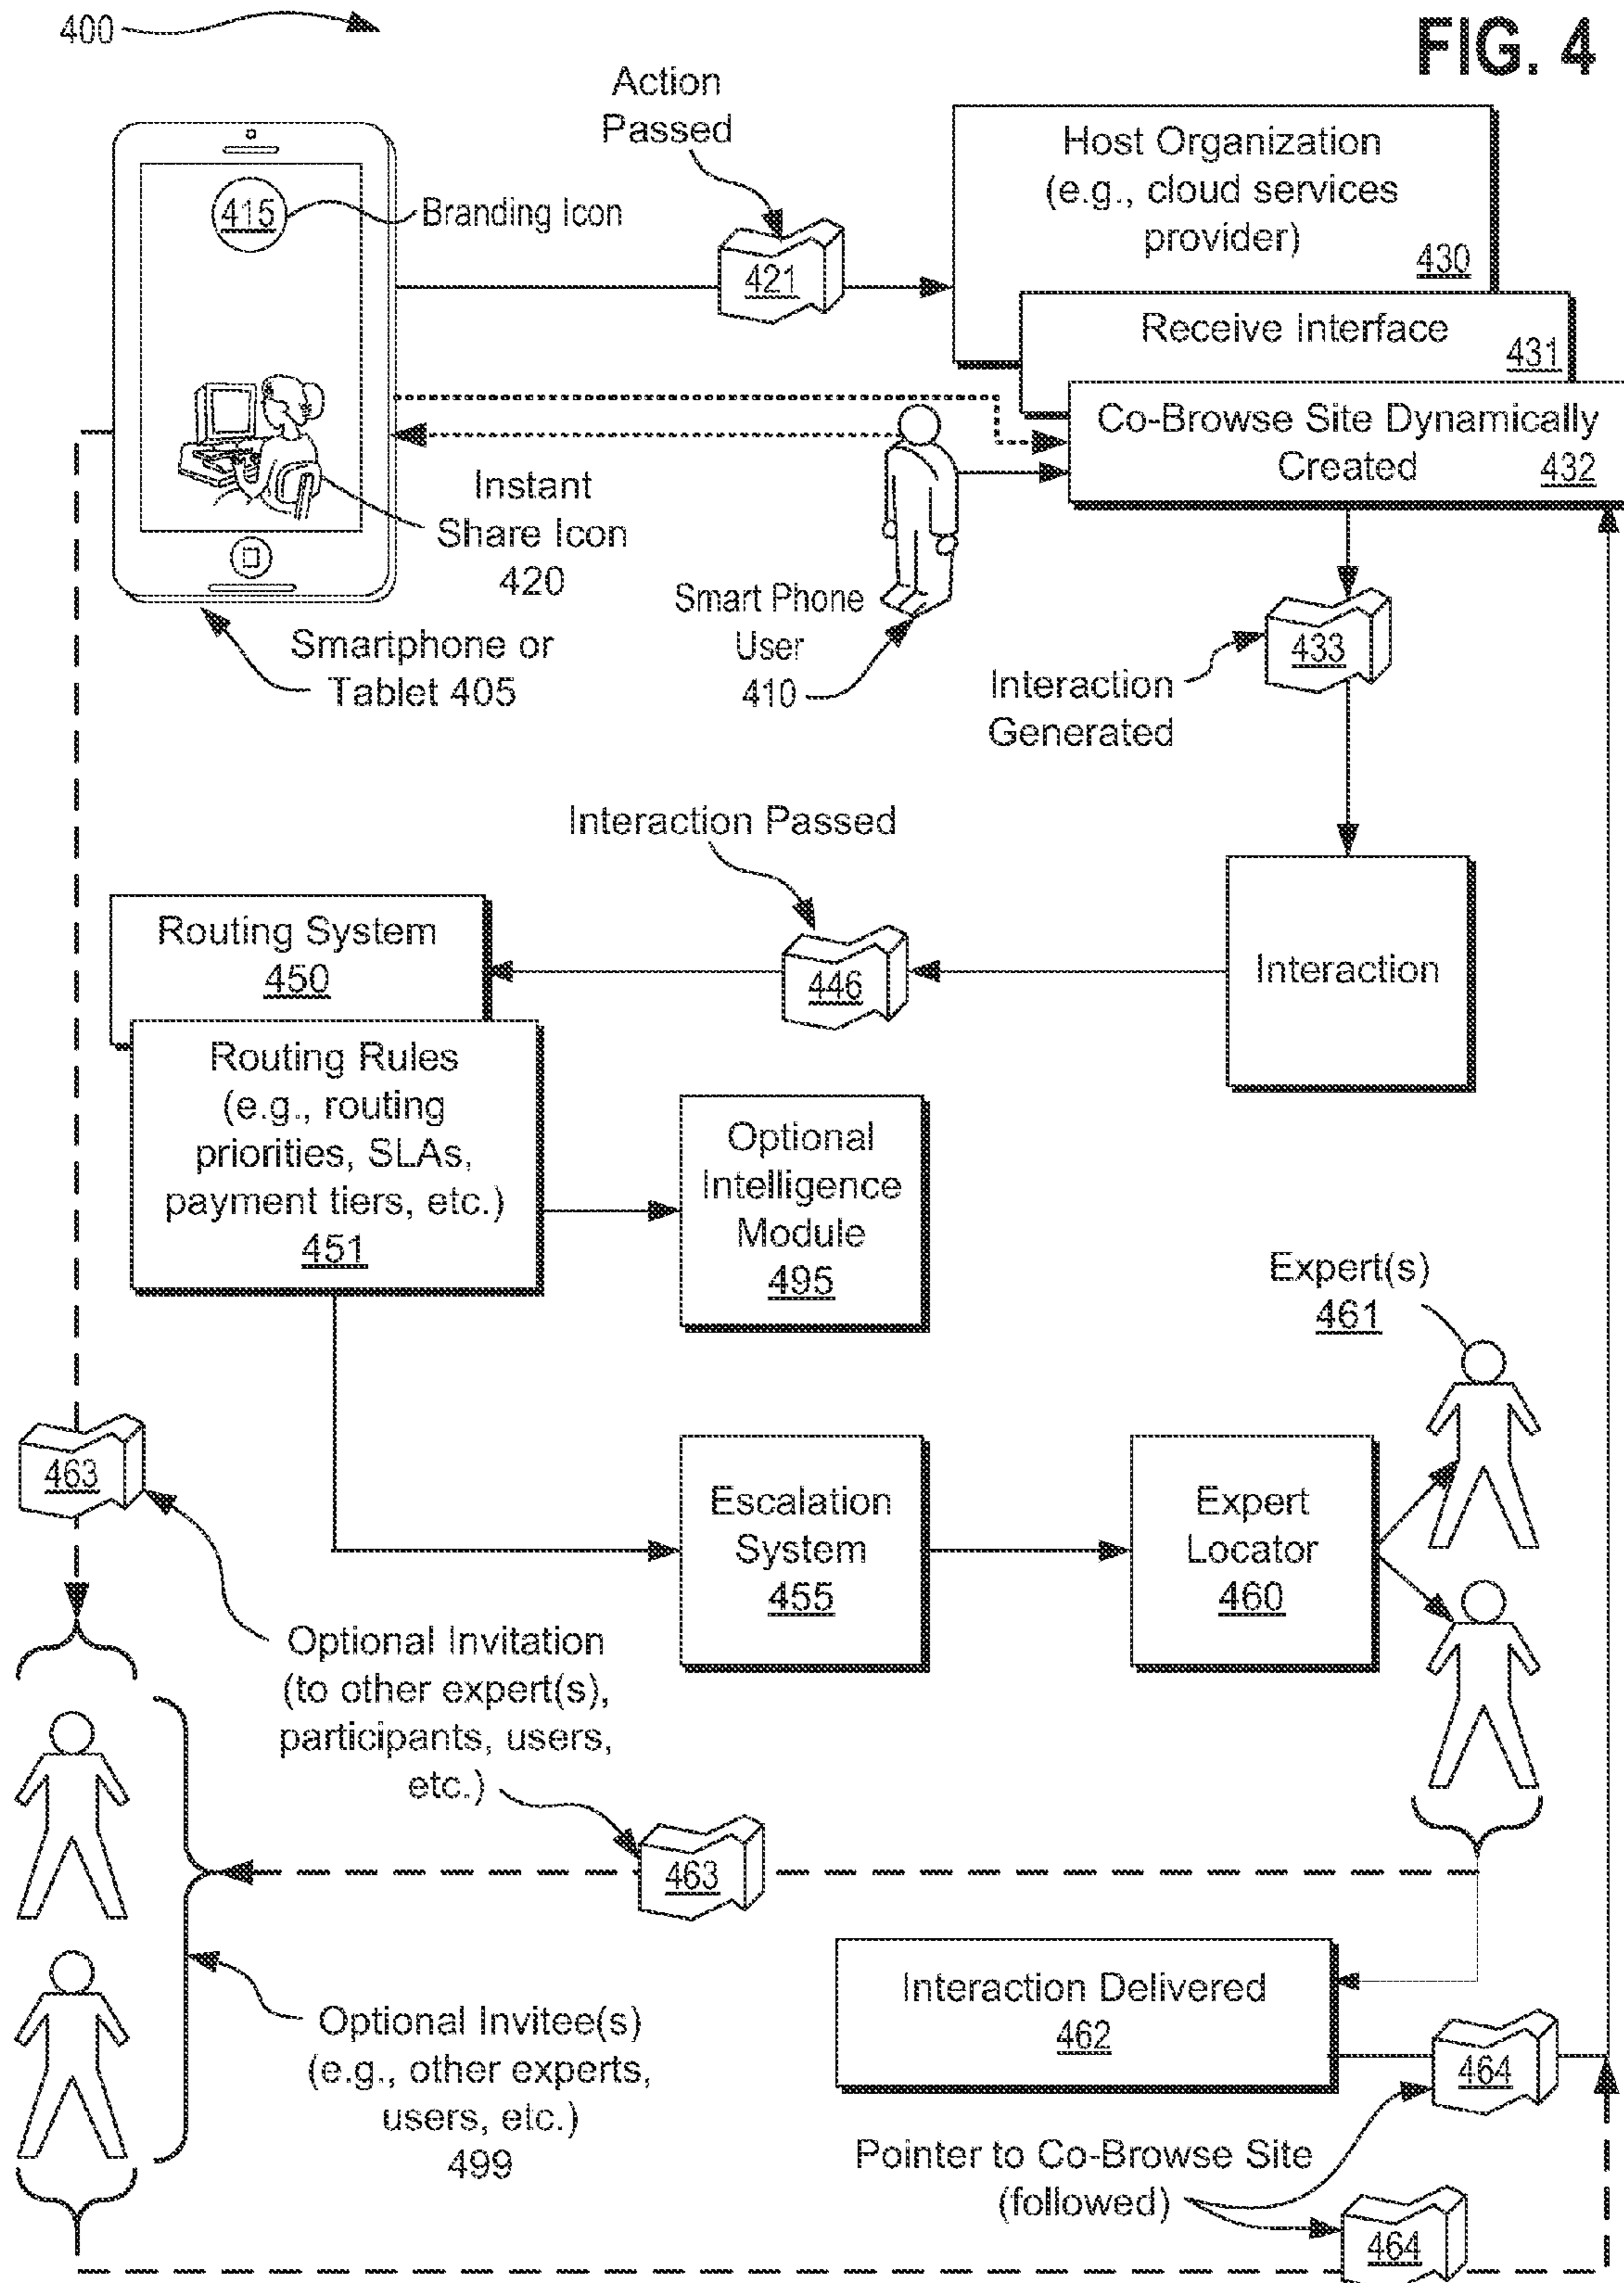 400
FIG. 4
Action
Passed
415
Branding Icon
421
Host Organization
(e.g., cloud services
provider)
430
Receive Interface
431
Co-Browse Site Dynamically
Created
432
Instant
Share Icon
420
Smart Phone
User
410
Smartphone or
Tablet 405
433
Interaction
Generated
Interaction Passed
Routing System
450
446
Interaction
Routing Rules
(e.g., routing
priorities, SLAs,
payment tiers, etc.)
451
Optional
Intelligence
Module
495
Expert(s)
461
463
Escalation
System
455
Expert
Locator
460
Optional Invitation
(to other expert(s),
participants, users,
etc.)
463
Interaction Delivered
462
Optional Invitee(s)
(e.g., other experts,
users, etc.)
499
464
Pointer to Co-Browse Site
(followed)
464